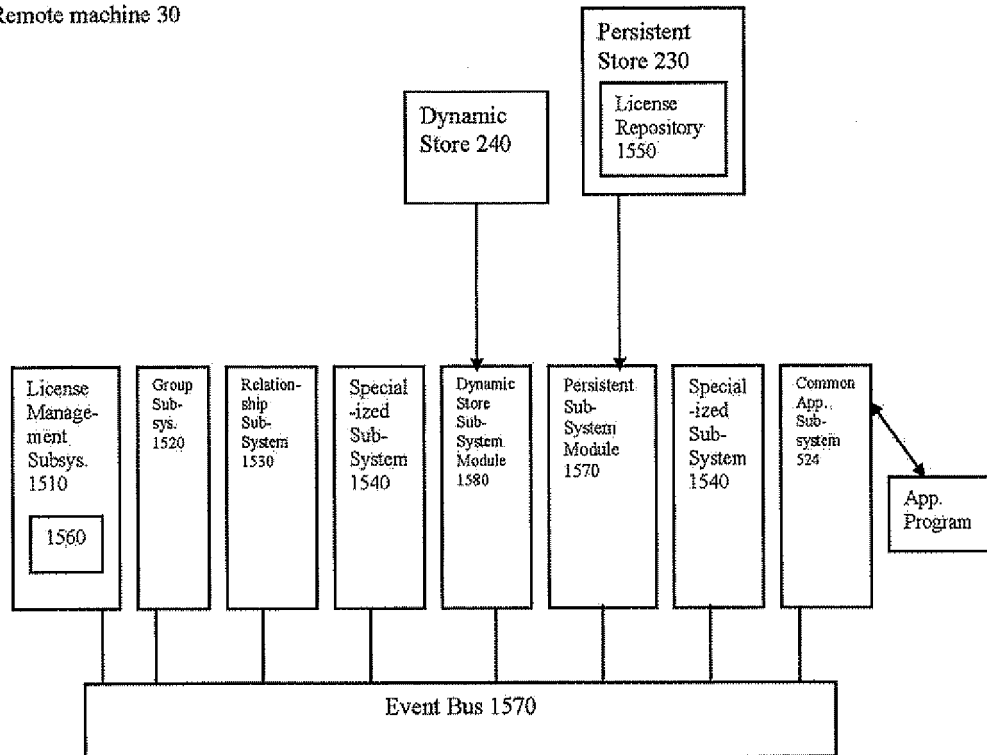 Remote machine 30
Persistent
Store 230
License
Repository
1550
Dynamic
Store 240
License
Manage-
ment
Subsys.
1510
1560
Group
Sub-
sys.
1520
Relation-
ship
Sub-
System
1530
Special
-ized
Sub-
System
1540
Dynamic
Store
Sub-
System
Module
1580
Persistent
Sub-
System
Module
1570
Special
-ized
Sub-
System
1540
Common
App.
Sub-
system
524
App.
Program
Event Bus 1570